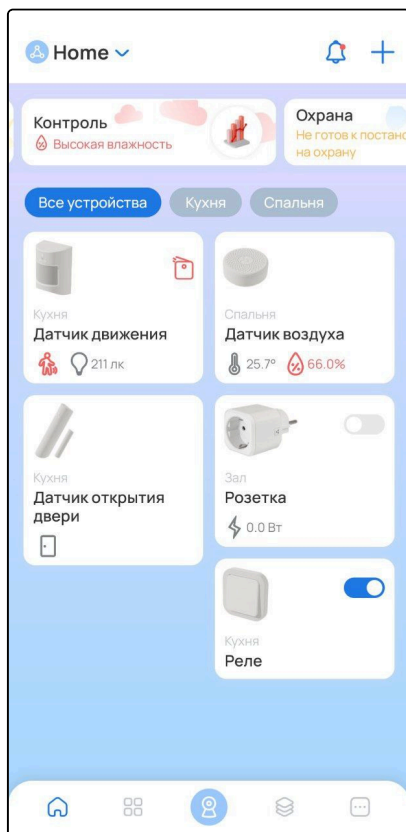 Home
Контроль
Высокая влажность
Охрана
Не готов к постано
на охрану
Все устройства
Кухня
Спальня
Кухня
Датчик движения
211 лк
Спальня
Датчик воздуха
25.7° 66.0%
Кухня
Датчик открытия
двери
Зал
Розетка
0.0 Вт
Кухня
Реле